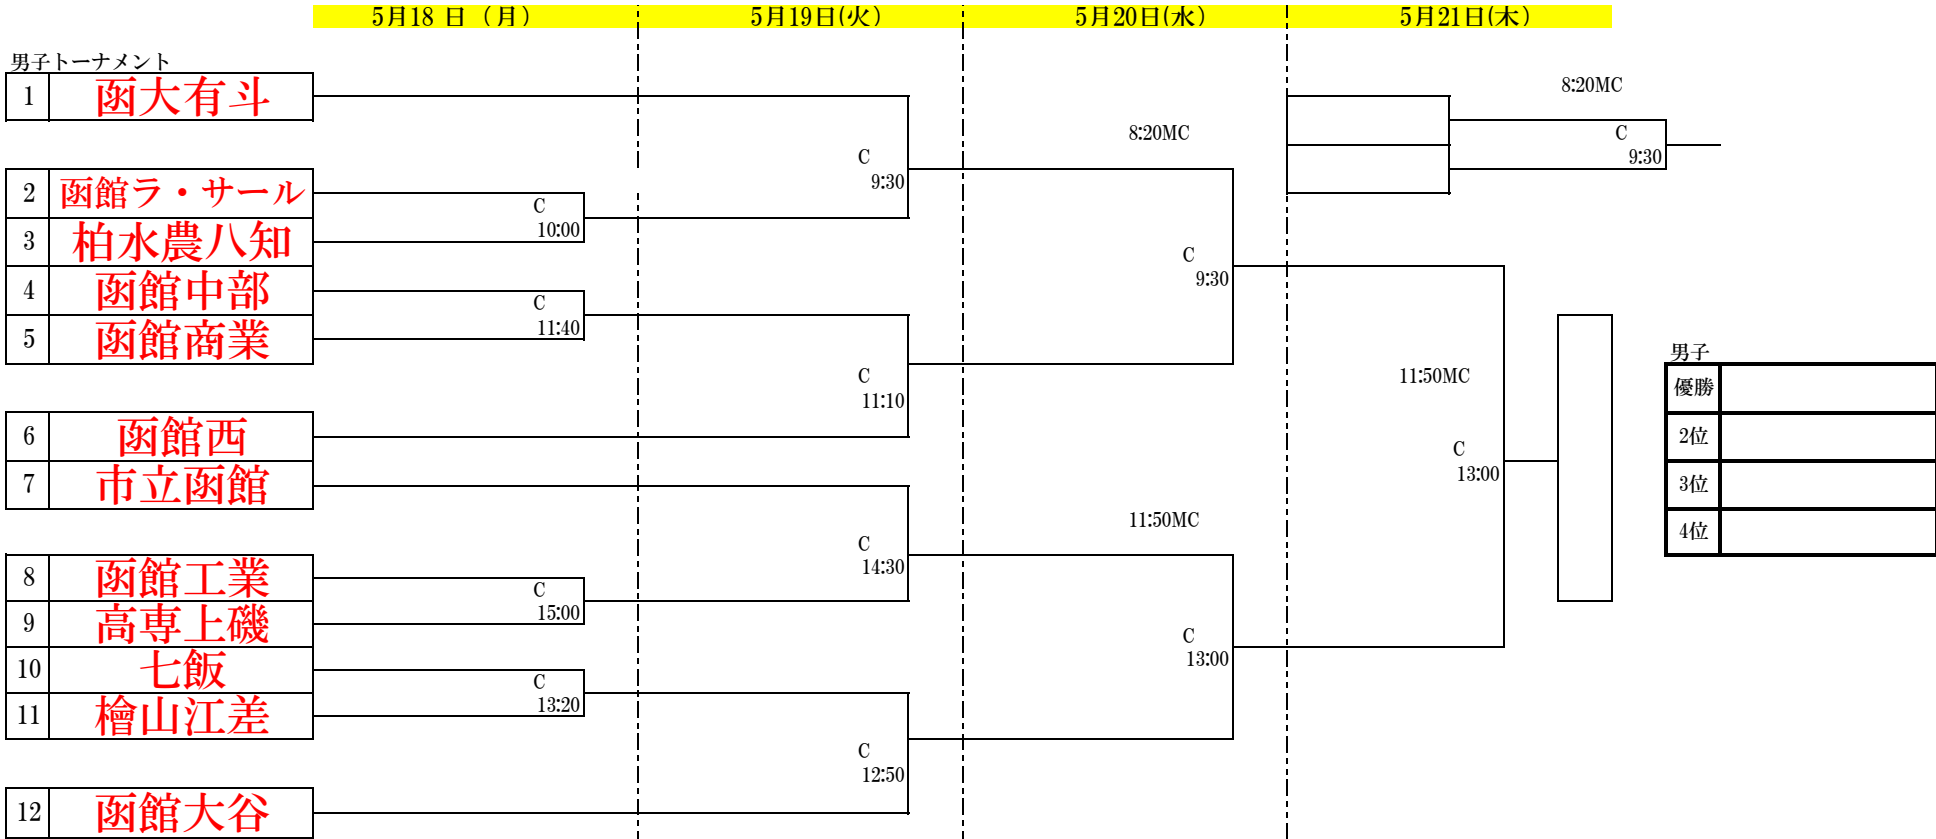 5月18 日（月） 5月19日(火） 5月20日(水） 5月21日(木）
男子トーナメント
1 函大有斗
8:20MC
8:20MC
C
9:30
C
9:30
2 函館ラ・サール
C
10:00
3 柏水農八知
C
9:30
4 函館中部
C
11:40
5 函館商業
男子
優勝
2位
3位
4位
C
11:10
11:50MC
6 函館西
C
13:00
7 市立函館
11:50MC
C
14:30
8 函館工業
C
15:00
9 高専上磯
C
13:00
10 七飯
C
13:20
11 檜山江差
C
12:50
12 函館大谷